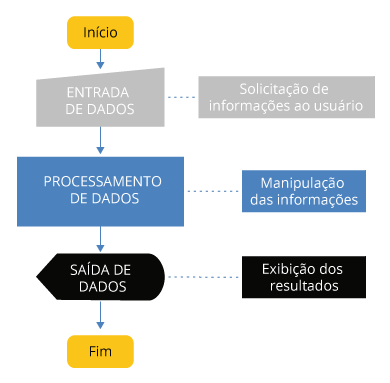 Início
ENTRADA
DE DADOS
Solicitação de
informações ao usuário
PROCESSAMENTO
DE DADOS
Manipulação
das informações
SAÍDA DE
DADOS
Exibição dos
resultados
Fim